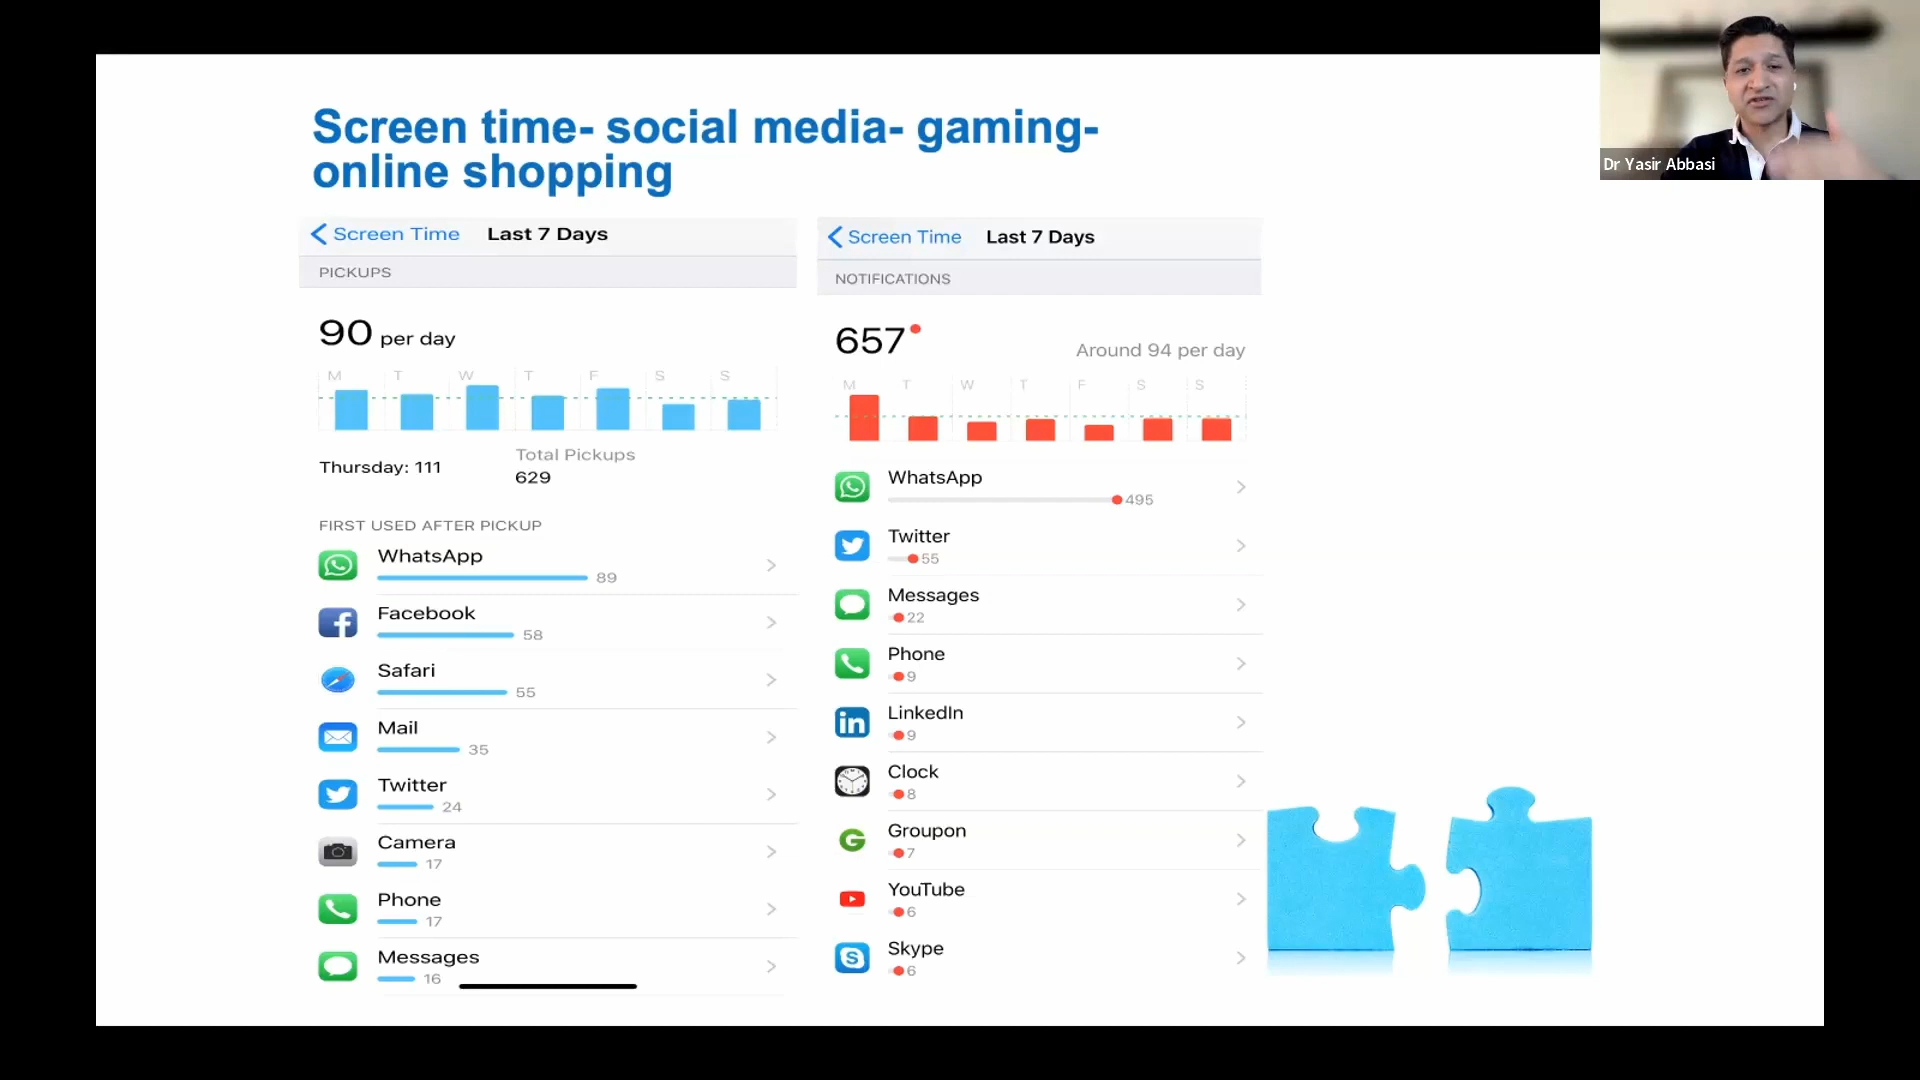 Screen time- social media- gaming-
online shopping
Dr Yasir Abbasi
Screen Time Last 7 Days
PICKUPS
90 per day
M T W T F S S
Thursday: 111
Total Pickups
629
FIRST USED AFTER PICKUP
WhatsApp
89
Facebook
58
Safari
55
Mail
35
Twitter
24
Camera
17
Phone
17
Messages
16
Screen Time Last 7 Days
NOTIFICATIONS
657
Around 94 per day
M T W T F S S
WhatsApp
495
Twitter
55
Messages
22
Phone
9
LinkedIn
9
Clock
8
Groupon
7
YouTube
6
Skype
6